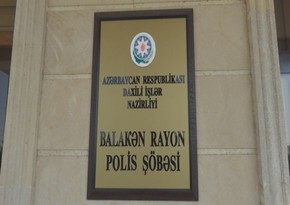 AZƏRBAYCAN RESPUBLİKASI
DAXİLİ İŞLƏR
NAZİRLİYİ
BALAKƏN RAYON
POLİS ŞÖBƏSİ